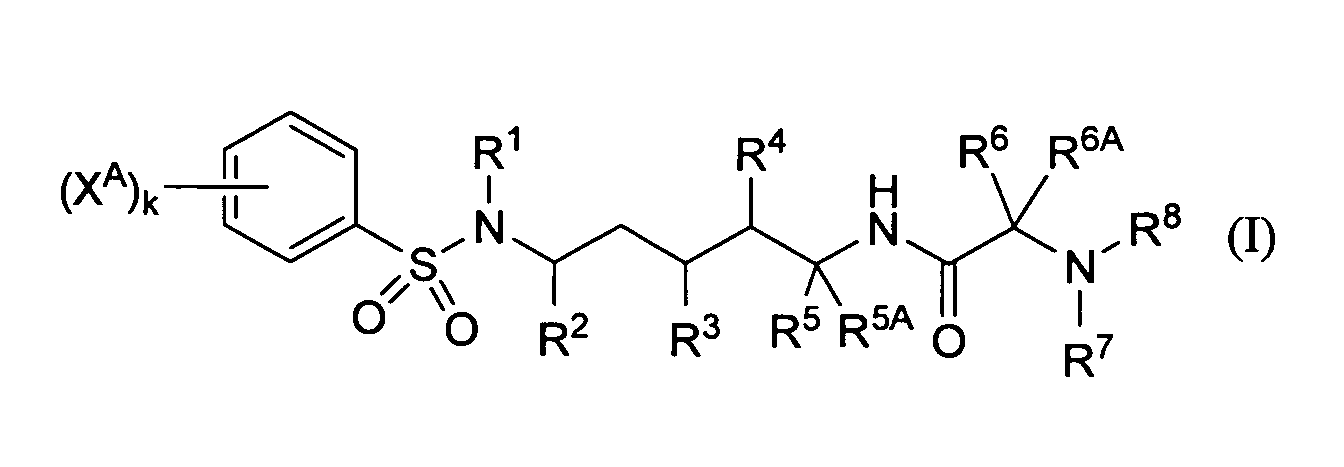 R¹ R⁴ R⁶ R⁶ᴬ
(Xᴬ)ₖ N H N R⁸ (I)
S N
O O R² R³ R⁵ R⁵ᴬ O R⁷